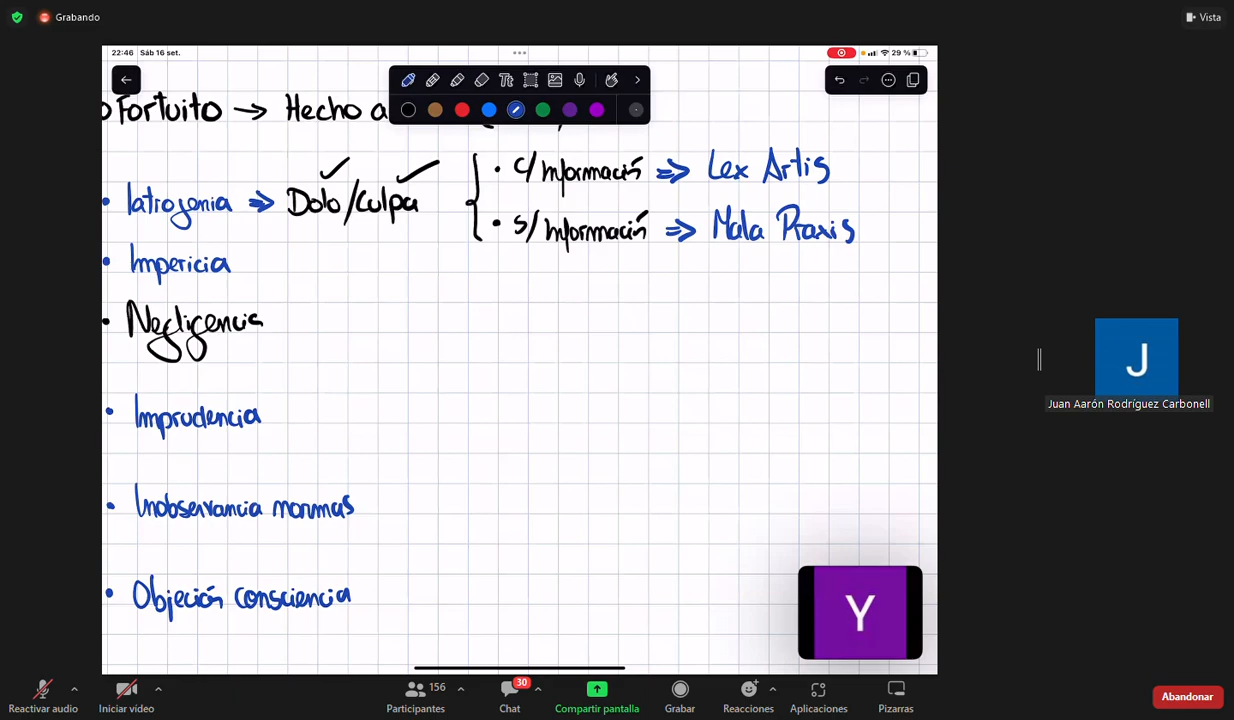 Grabando
Vista
22:46 Sáb 16 set.
29 %
Tt
o Fortuito → Hecho a
• Iatrogenia ⇒ Dolo/Culpa
• c/ Información ⇒ Lex Artis
• s/ Información ⇒ Mala Praxis
• Impericia
• Negligencia
• Imprudencia
• Inobservancia normas
• Objeción consciencia
J
Juan Aarón Rodríguez Carbonell
Y
Reactivar audio
Iniciar vídeo
156
Participantes
30
Chat
Compartir pantalla
Grabar
Reacciones
Aplicaciones
Pizarras
Abandonar